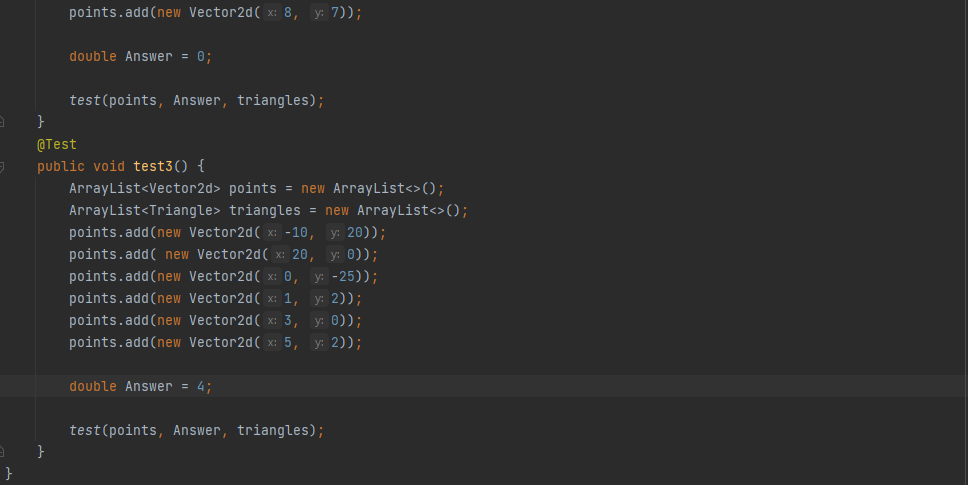 points.add(new Vector2d( x: 8, y: 7));
double Answer = 0;
test(points, Answer, triangles);
}
@Test
public void test3() {
ArrayList<Vector2d> points = new ArrayList<>();
ArrayList<Triangle> triangles = new ArrayList<>();
points.add(new Vector2d( x: -10, y: 20));
points.add( new Vector2d( x: 20, y: 0));
points.add(new Vector2d( x: 0, y: -25));
points.add(new Vector2d( x: 1, y: 2));
points.add(new Vector2d( x: 3, y: 0));
points.add(new Vector2d( x: 5, y: 2));
double Answer = 4;
test(points, Answer, triangles);
}
}